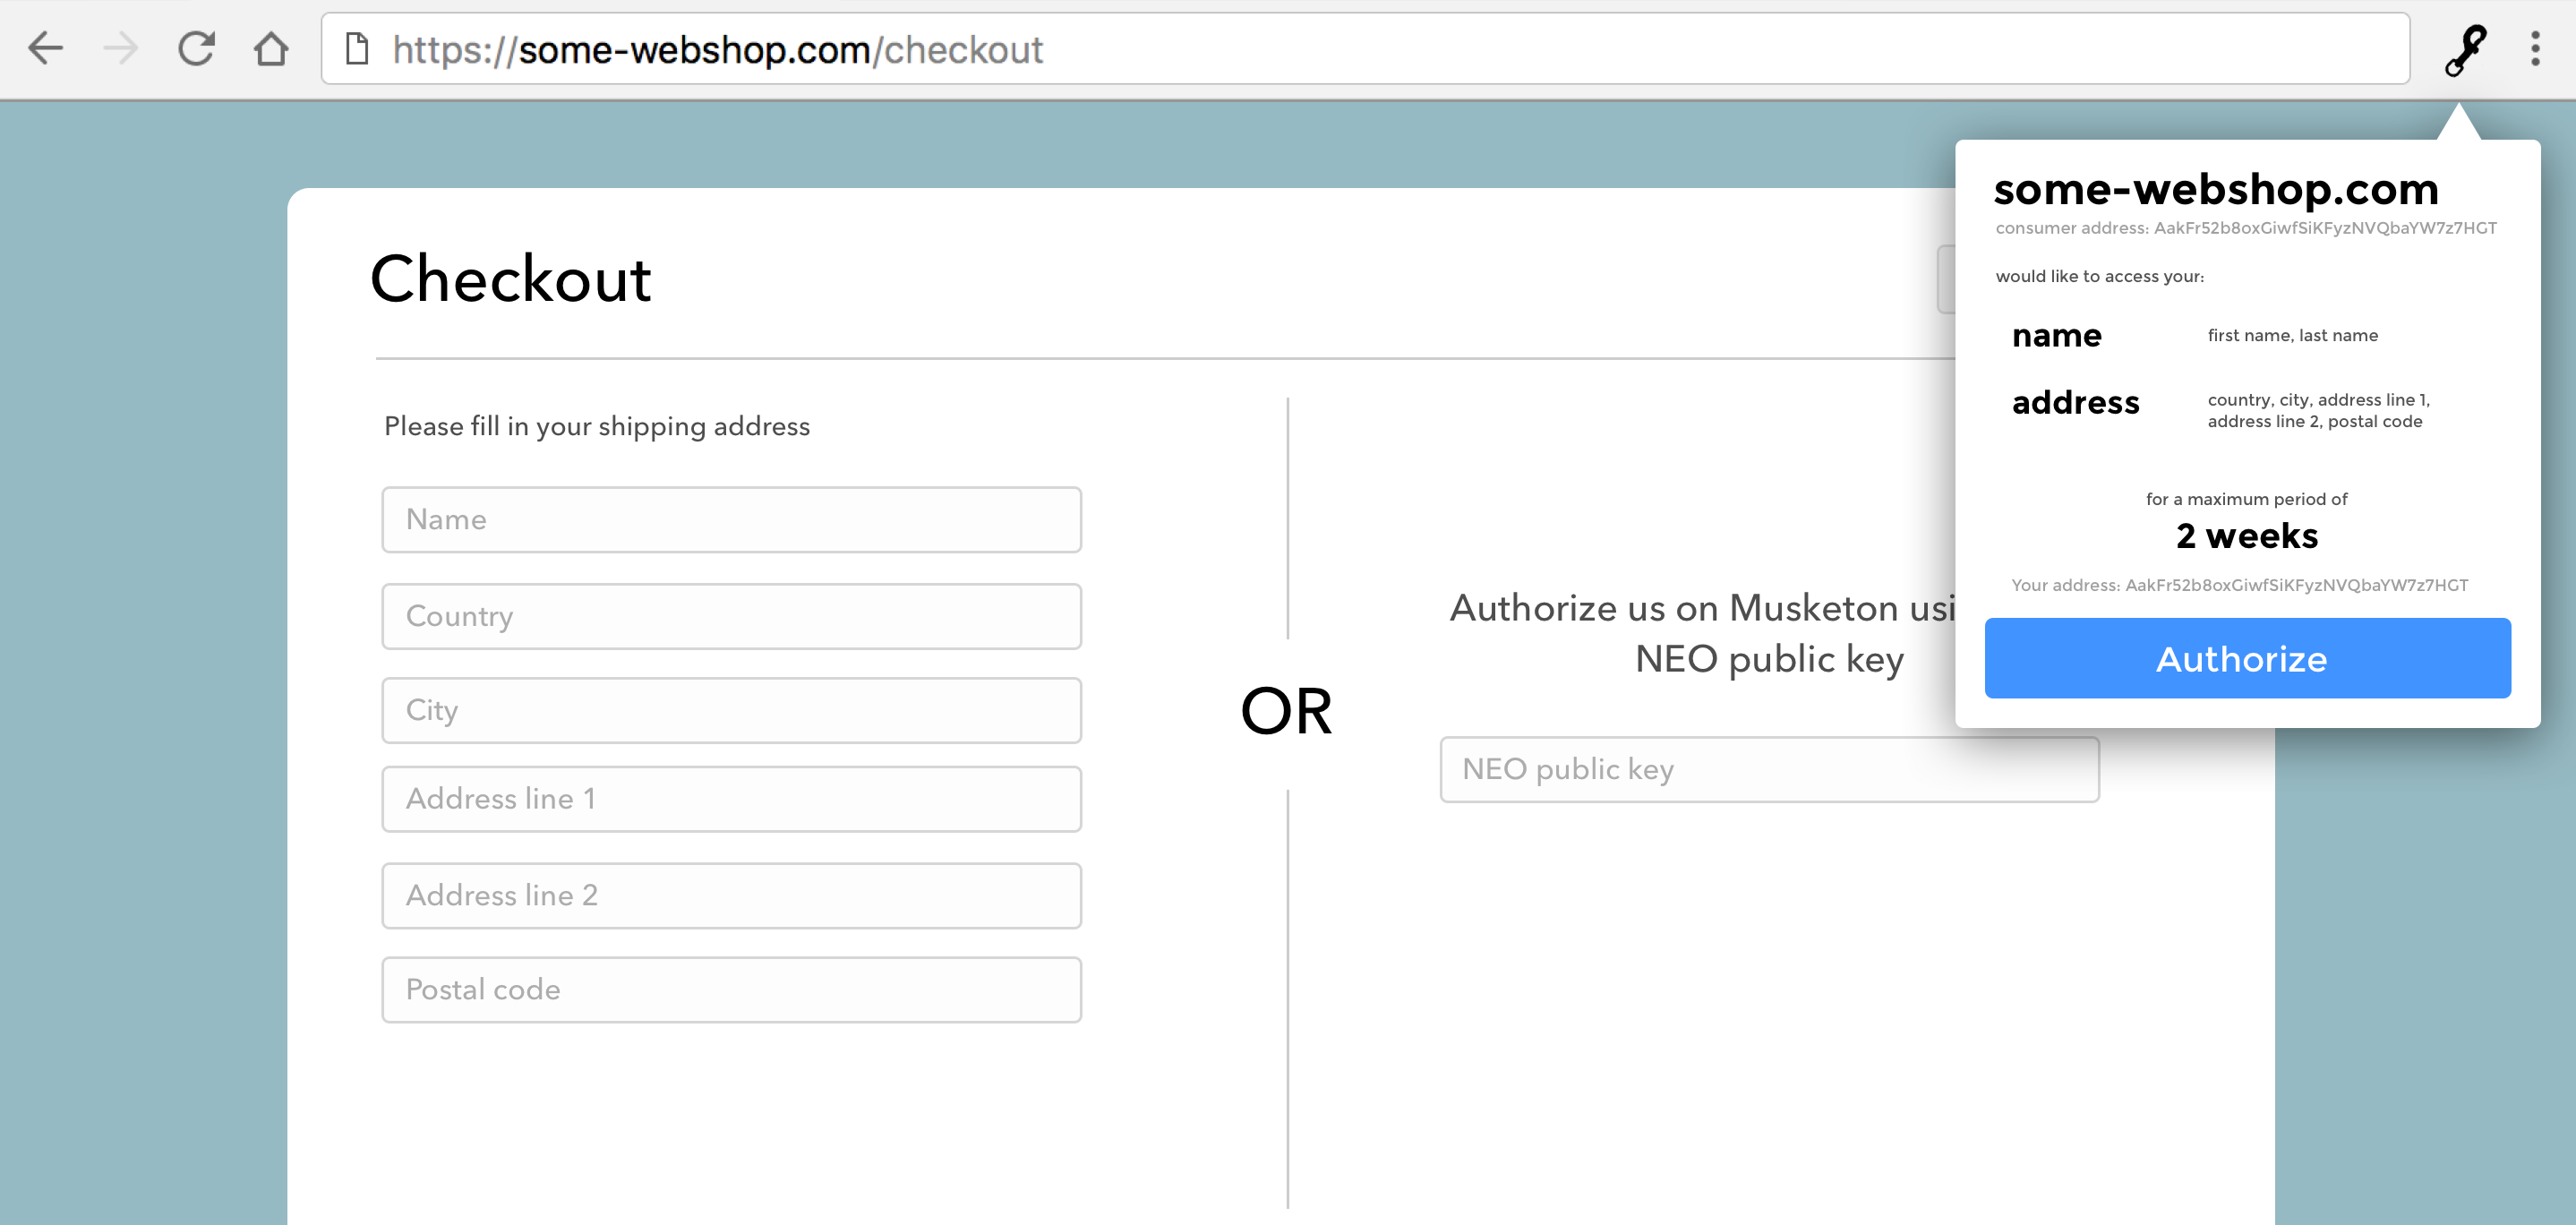 https://some-webshop.com/checkout
some-webshop.com
consumer address: AakFr52b8oxGiwfSiKFyzNVQbaYW7z7HGT
would like to access your:
name first name, last name
address country, city, address line 1,
address line 2, postal code
for a maximum period of
2 weeks
Your address: AakFr52b8oxGiwfSiKFyzNVQbaYW7z7HGT
Authorize
Checkout
Please fill in your shipping address
Name
Country
City
Address line 1
Address line 2
Postal code
OR
Authorize us on Musketon
NEO public key
NEO public key